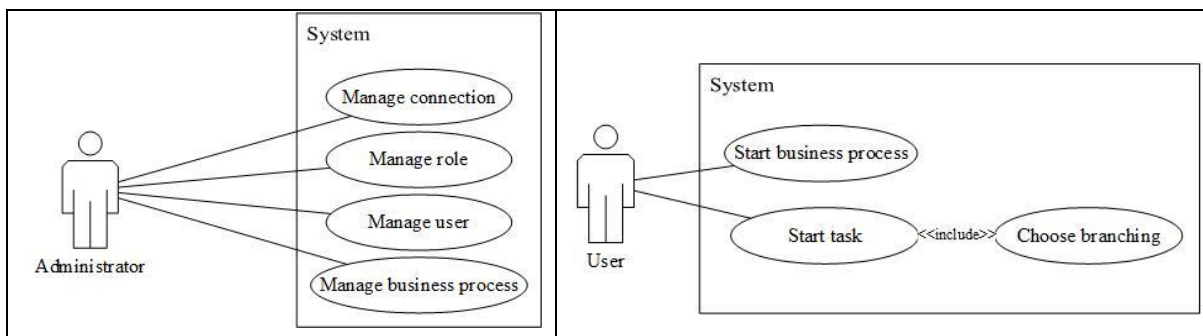 System
Manage connection
Manage role
Manage user
Manage business process
Administrator
System
Start business process
Start task
<<include>>
Choose branching
User